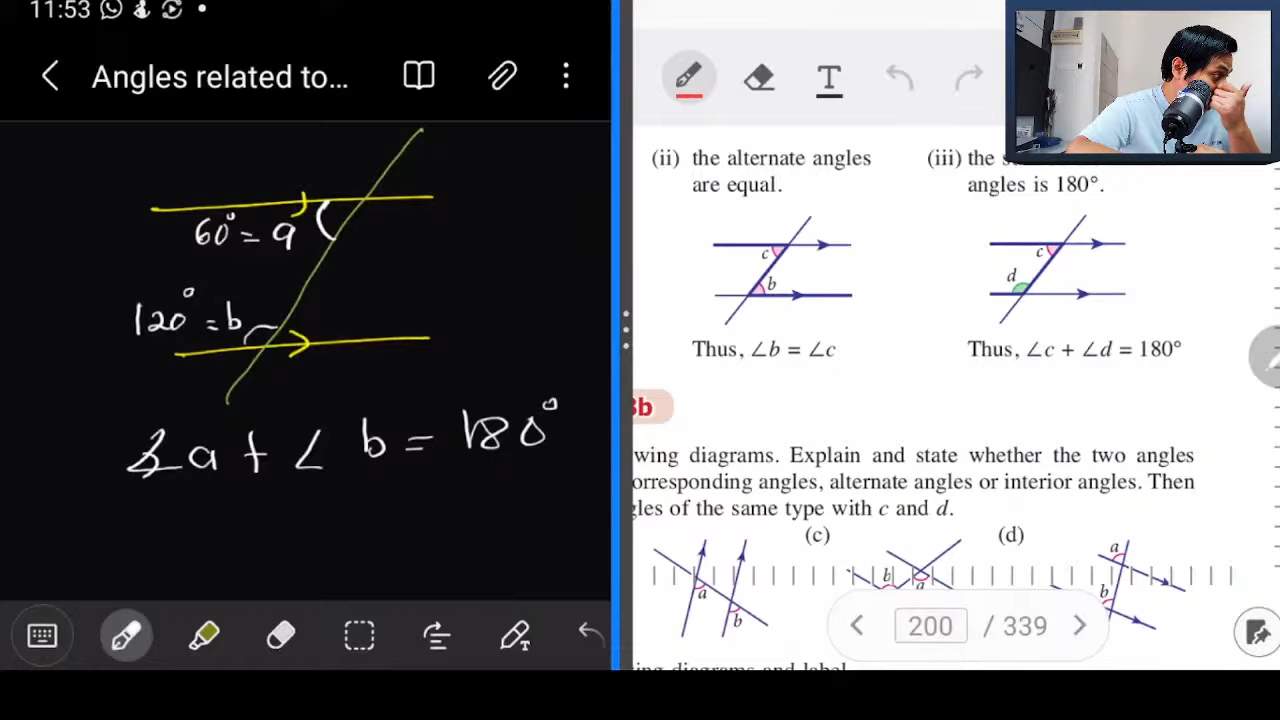 11:53
Angles related to...
60° = a
120° = b
∠a + ∠ b = 180°
T
(ii) the alternate angles
are equal.
c
b
Thus, ∠b = ∠c
(iii) the
angles is 180°.
c
d
Thus, ∠c + ∠d = 180°
3b
wing diagrams. Explain and state whether the two angles
orresponding angles, alternate angles or interior angles. Then
gles of the same type with c and d.
(c)
(d)
a
b
b
a
a
b
200 / 339